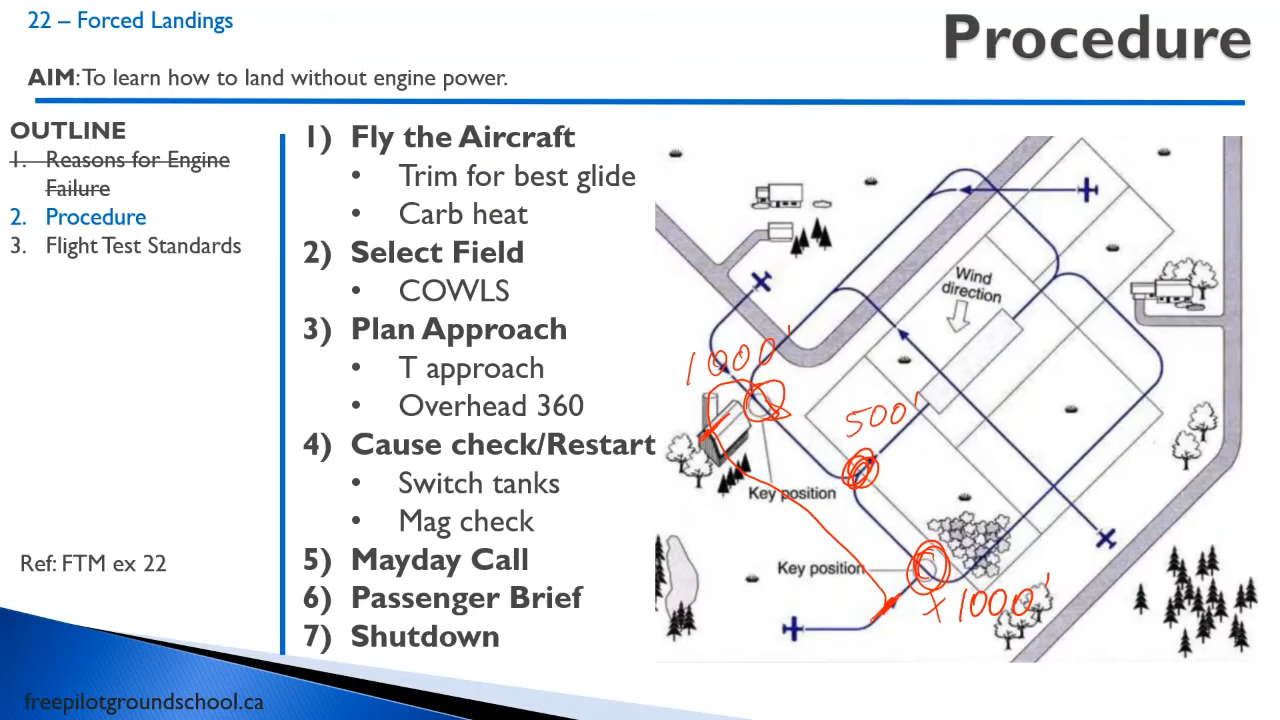 22 – Forced Landings
Procedure
AIM: To learn how to land without engine power.
OUTLINE
1. Reasons for Engine
Failure
2. Procedure
3. Flight Test Standards
Ref: FTM ex 22
1) Fly the Aircraft
• Trim for best glide
• Carb heat
2) Select Field
• COWLS
3) Plan Approach
• T approach
• Overhead 360
4) Cause check/Restart
• Switch tanks
• Mag check
5) Mayday Call
6) Passenger Brief
7) Shutdown
Wind
direction
1000'
500'
Key position
Key position
x 1000'
freepilotgroundschool.ca